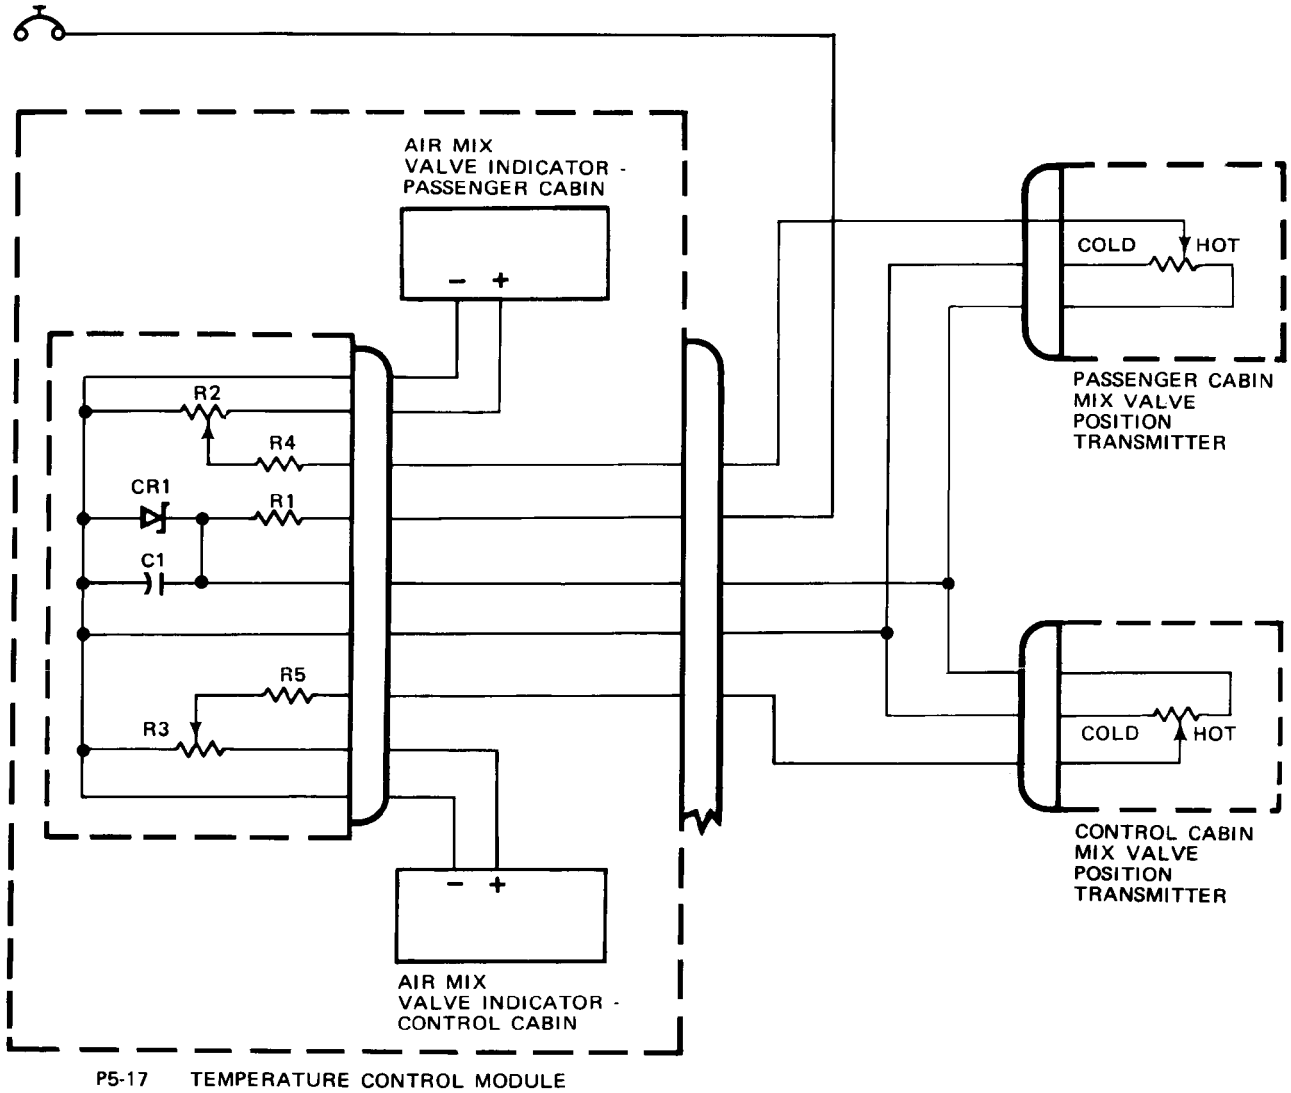 AIR MIX
VALVE INDICATOR -
PASSENGER CABIN
- +
COLD HOT
PASSENGER CABIN
MIX VALVE
POSITION
TRANSMITTER
R2
R4
CR1
R1
C1
R5
R3
COLD HOT
CONTROL CABIN
MIX VALVE
POSITION
TRANSMITTER
- +
AIR MIX
VALVE INDICATOR -
CONTROL CABIN
P5-17 TEMPERATURE CONTROL MODULE